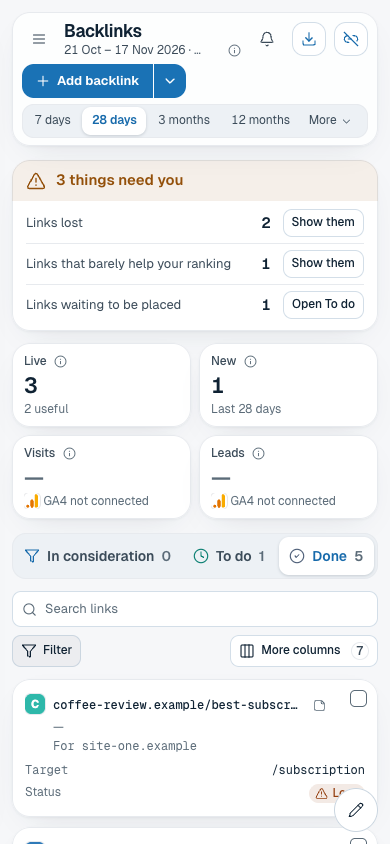 Backlinks
21 Oct – 17 Nov 2026 · …
Add backlink
7 days 28 days 3 months 12 months More
3 things need you
Links lost 2 Show them
Links that barely help your ranking 1 Show them
Links waiting to be placed 1 Open To do
Live
3
2 useful
New
1
Last 28 days
Visits
—
GA4 not connected
Leads
—
GA4 not connected
In consideration 0 To do 1 Done 5
Search links
Filter More columns 7
C coffee-review.example/best-subscr…
—
For site-one.example
Target /subscription
Status